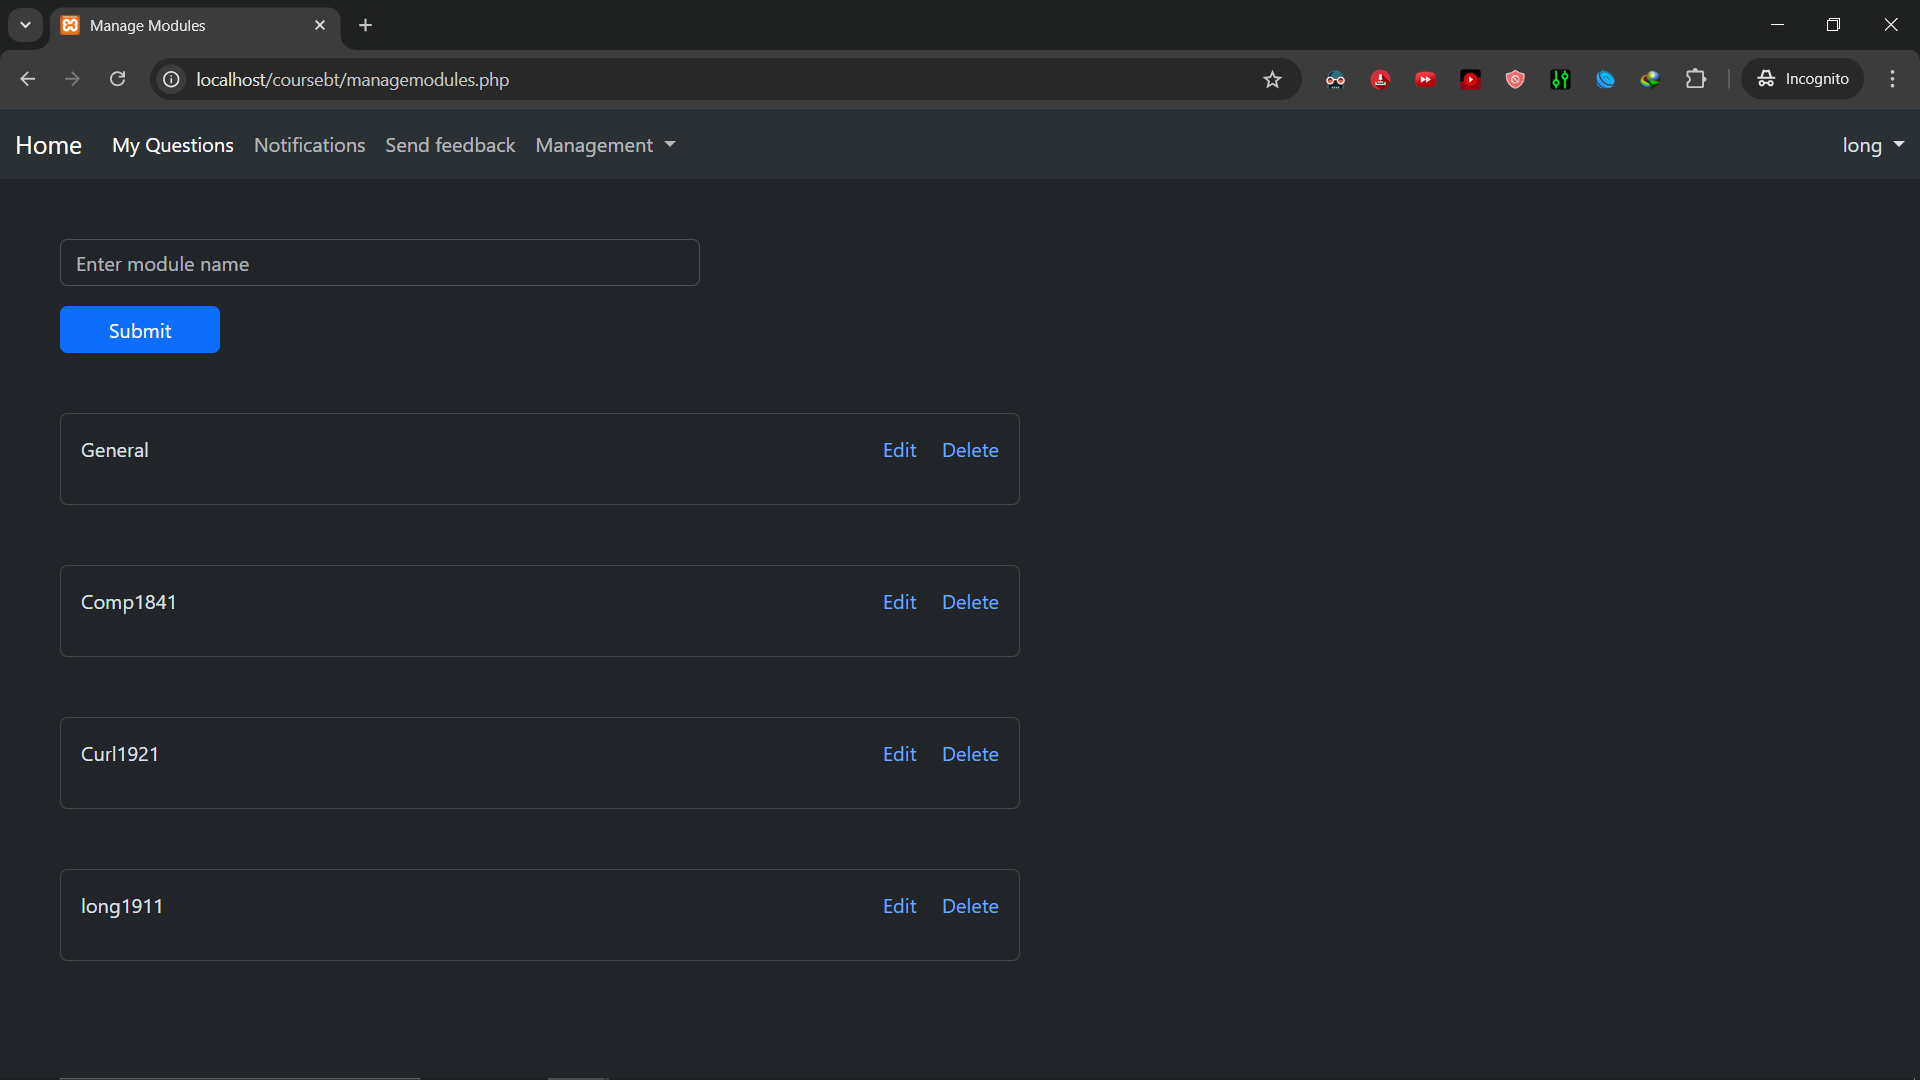 Manage Modules
localhost/coursebt/managemodules.php
Incognito
Home My Questions Notifications Send feedback Management long
Enter module name
Submit
General Edit Delete
Comp1841 Edit Delete
Curl1921 Edit Delete
long1911 Edit Delete